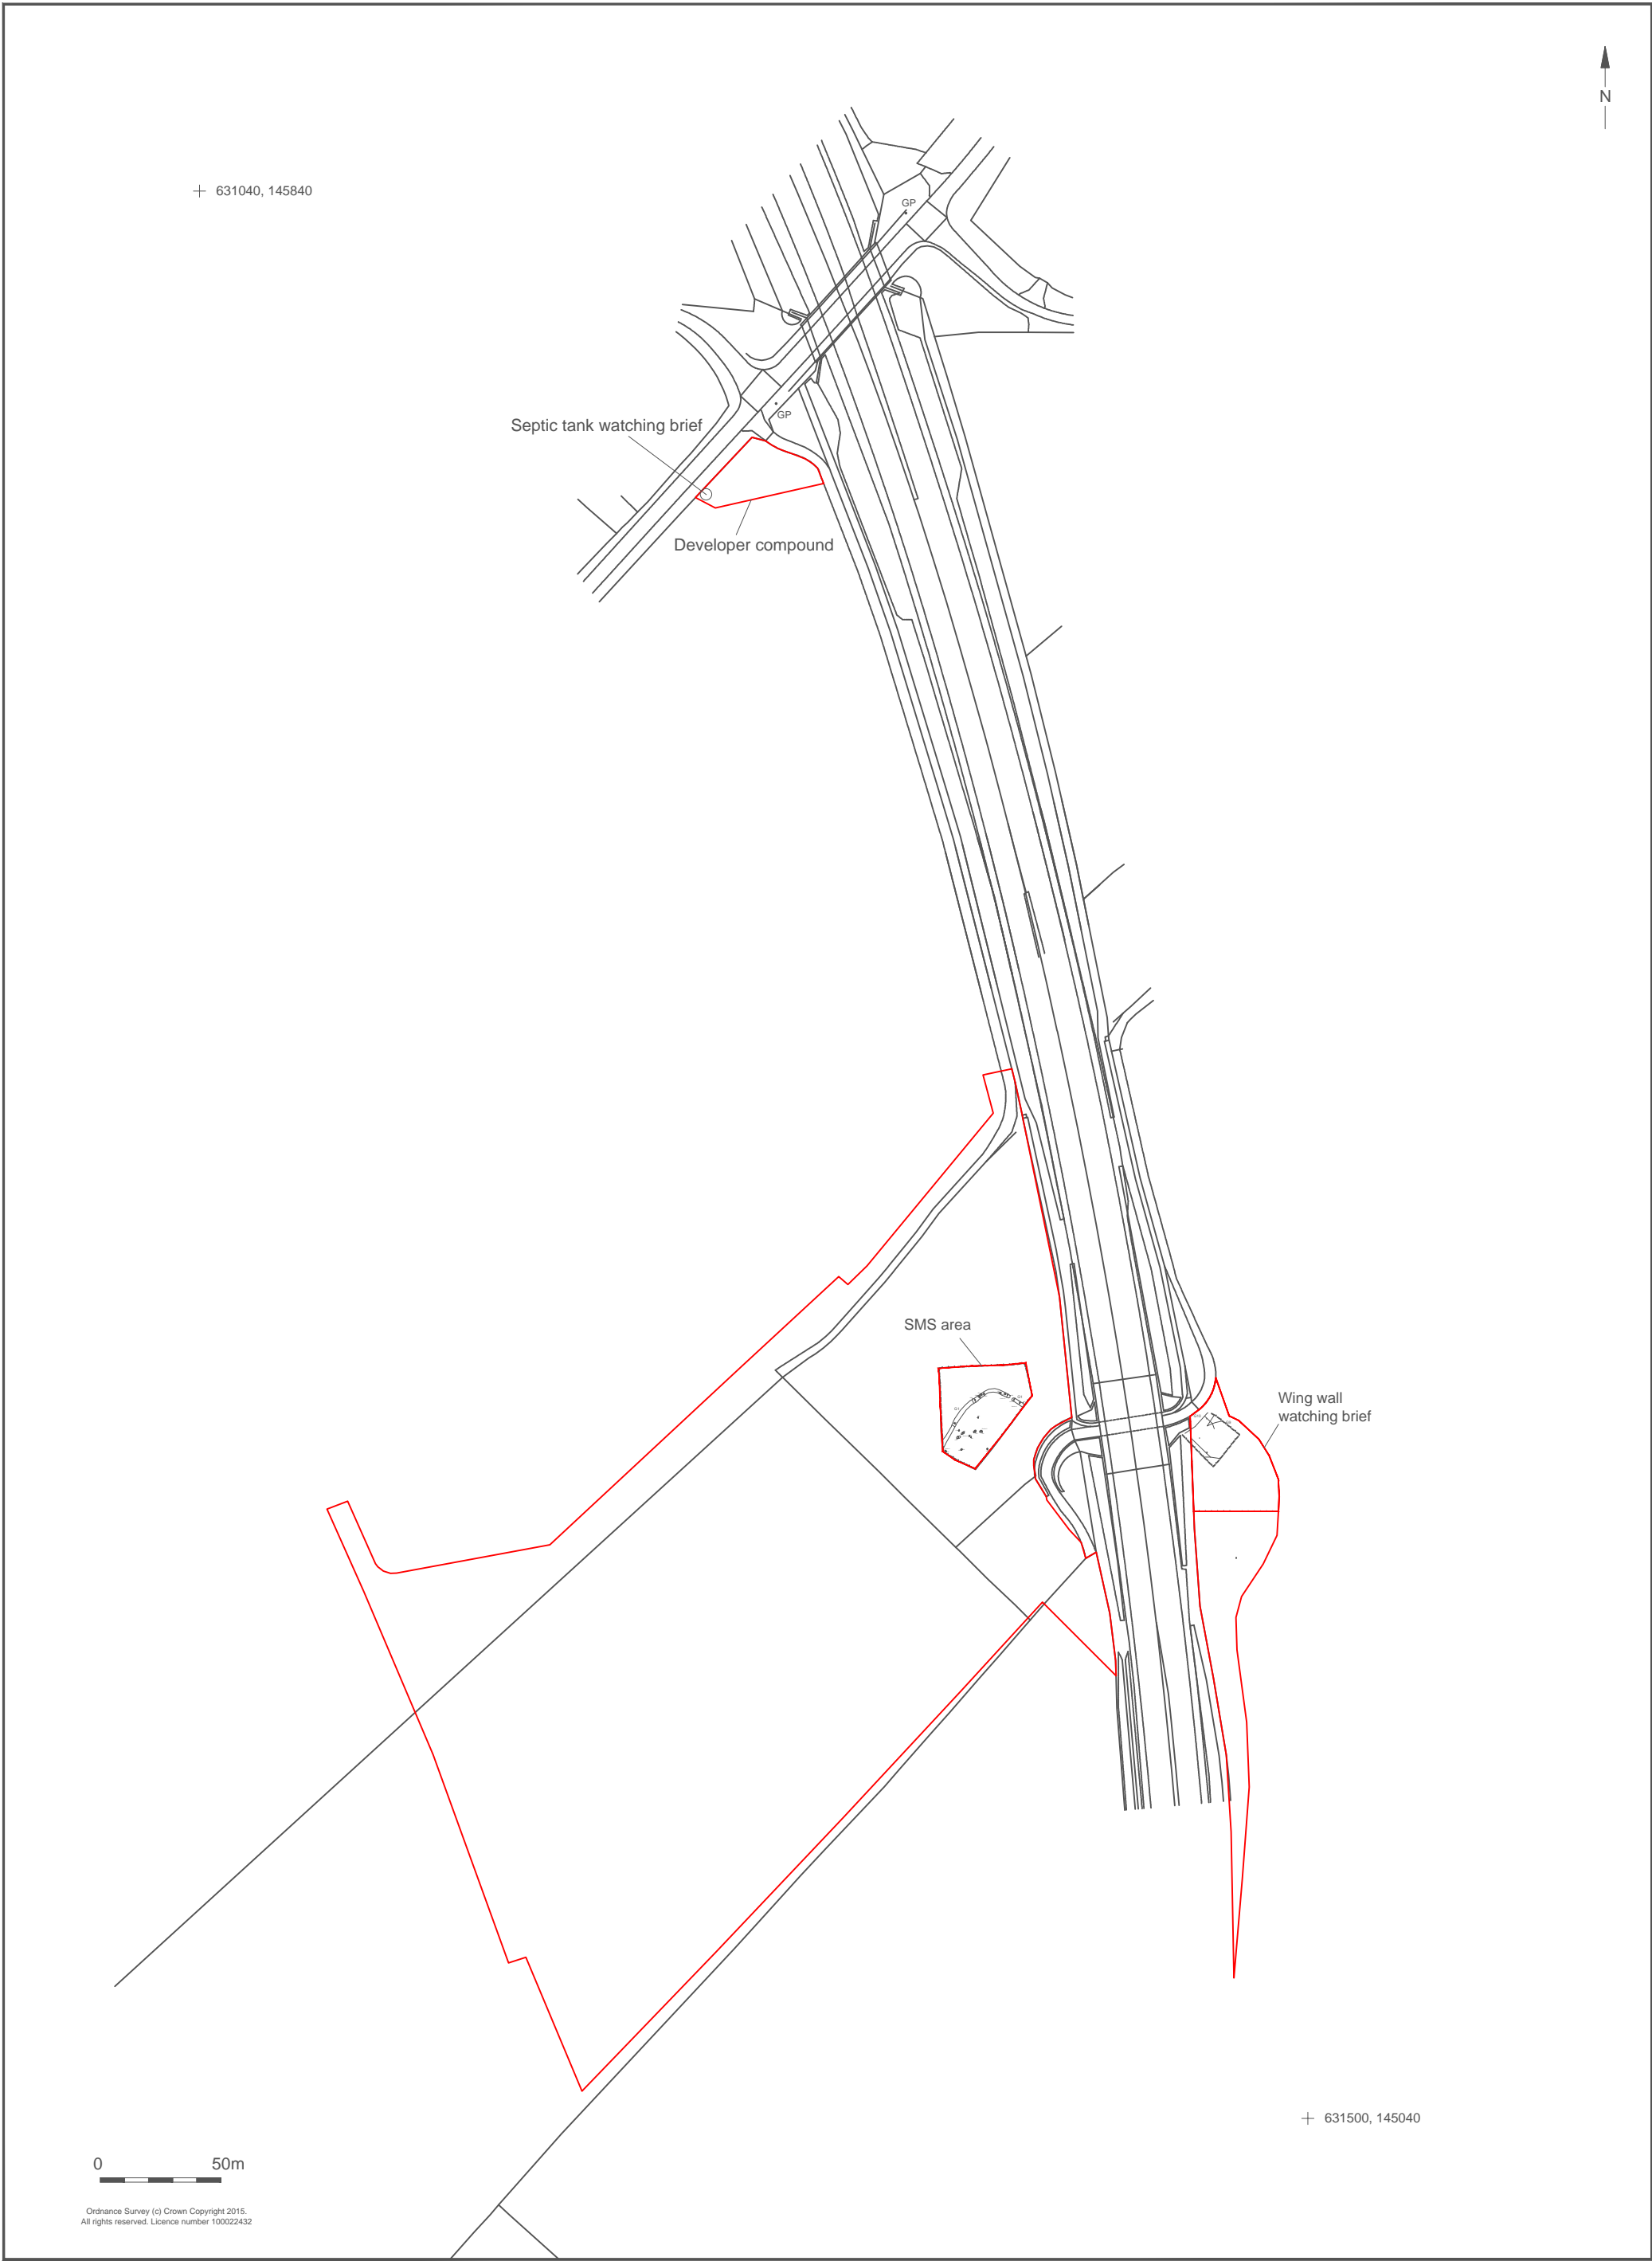 N
631040, 145840
GP
GP
Septic tank watching brief
Developer compound
SMS area
Wing wall
watching brief
631500, 145040
0 50m
Ordnance Survey (c) Crown Copyright 2015.
All rights reserved. Licence number 100022432